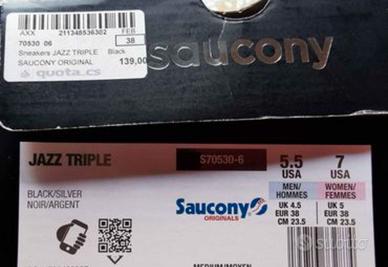 AXX 211348536302 FEB
70530 06 38
Sneakers JAZZ TRIPLE Black
SAUCONY ORIGINAL 139,00
quota.cs
saucony
JAZZ TRIPLE S70530-6 5.5 7
USA USA
BLACK/SILVER MEN/ WOMEN/
NOIR/ARGENT HOMMES FEMMES
Saucony UK 4.5 UK 5
ORIGINALS EUR 38 EUR 38
CM 23.5 CM 23.5
MEDIUM/MOYEN
subito